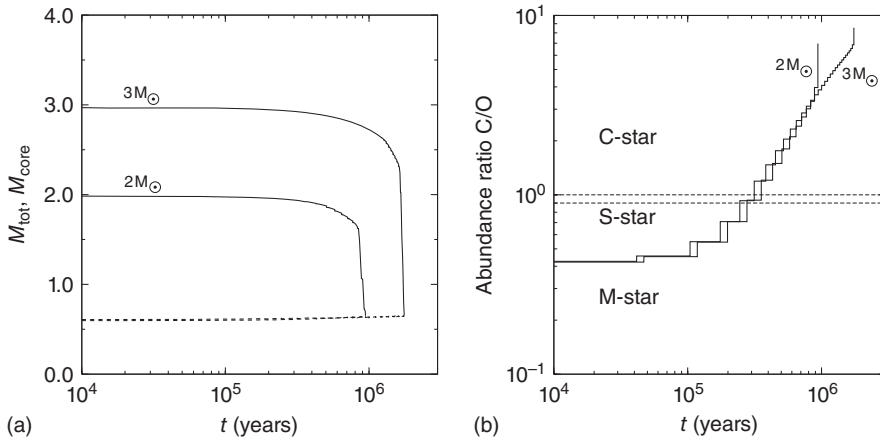 4.0
3.0
2.0
1.0
0.0
M_tot, M_core
3M⊙
2M⊙
10^4
10^5
10^6
t (years)
(a)
10^1
10^0
10^−1
Abundance ratio C/O
2M⊙
3M⊙
C-star
S-star
M-star
10^4
10^5
10^6
t (years)
(b)